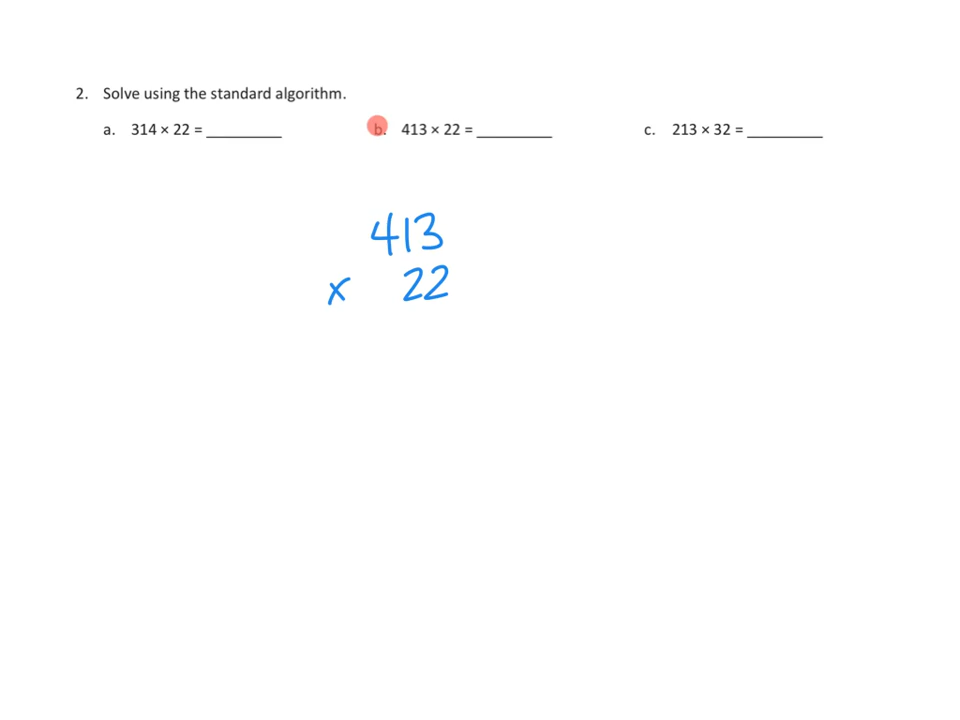 2. Solve using the standard algorithm.
a. 314 × 22 = _________ b. 413 × 22 = _________ c. 213 × 32 = _________
413
x 22